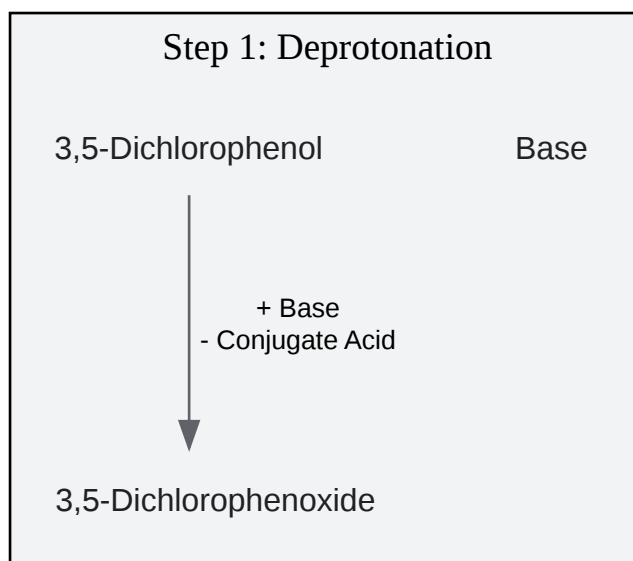 Step 1: Deprotonation
3,5-Dichlorophenol Base
+ Base
- Conjugate Acid
3,5-Dichlorophenoxide